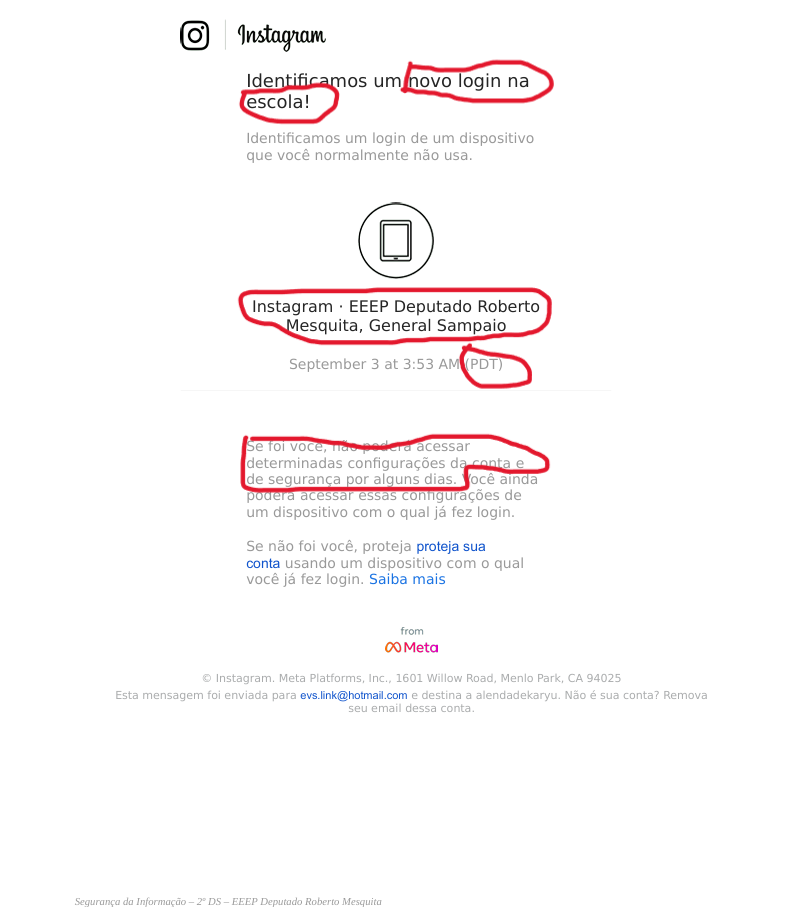 Instagram
Identificamos um novo login na
escola!
Identificamos um login de um dispositivo
que você normalmente não usa.
Instagram · EEEP Deputado Roberto
Mesquita, General Sampaio
September 3 at 3:53 AM (PDT)
Se foi você, não poderá acessar
determinadas configurações da conta e
de segurança por alguns dias. Você ainda
poderá acessar essas configurações de
um dispositivo com o qual já fez login.
Se não foi você, proteja proteja sua
conta usando um dispositivo com o qual
você já fez login. Saiba mais
from
Meta
© Instagram. Meta Platforms, Inc., 1601 Willow Road, Menlo Park, CA 94025
Esta mensagem foi enviada para evs.link@hotmail.com e destina a alendadekaryu. Não é sua conta? Remova
seu email dessa conta.
Segurança da Informação – 2º DS – EEEP Deputado Roberto Mesquita